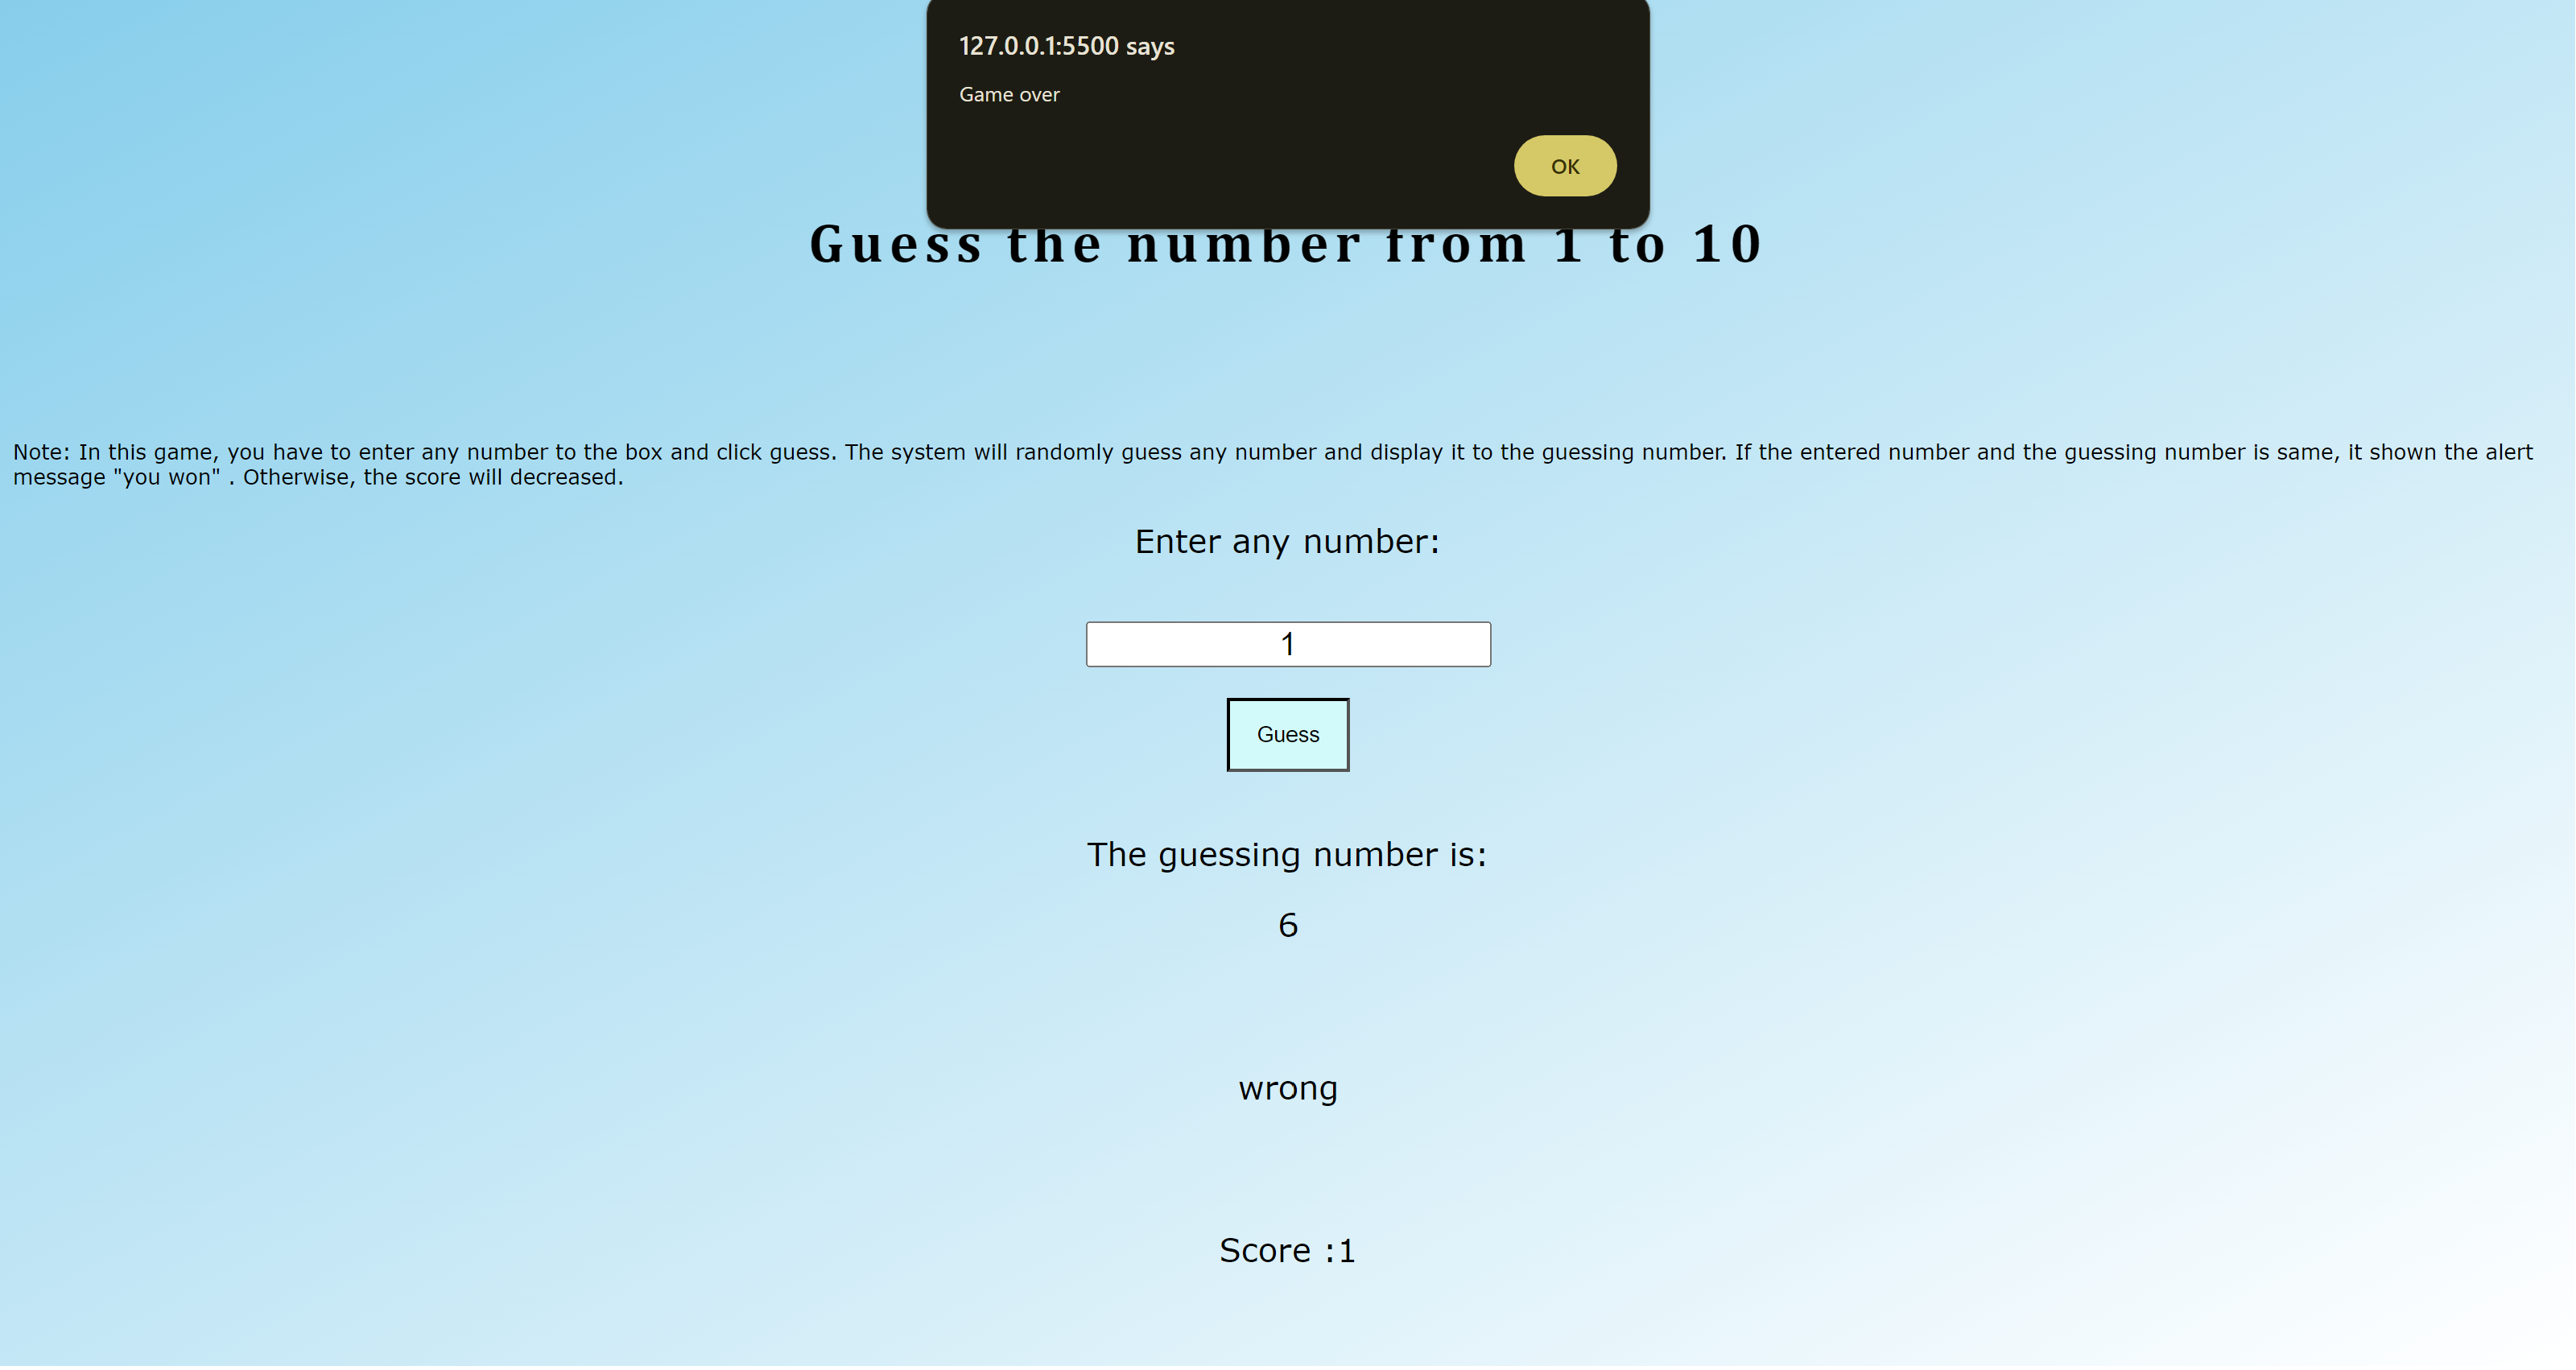 127.0.0.1:5500 says
Game over
OK
Guess the number from 1 to 10
Note: In this game, you have to enter any number to the box and click guess. The system will randomly guess any number and display it to the guessing number. If the entered number and the guessing number is same, it shown the alert
message "you won" . Otherwise, the score will decreased.
Enter any number:
1
Guess
The guessing number is:
6
wrong
Score :1